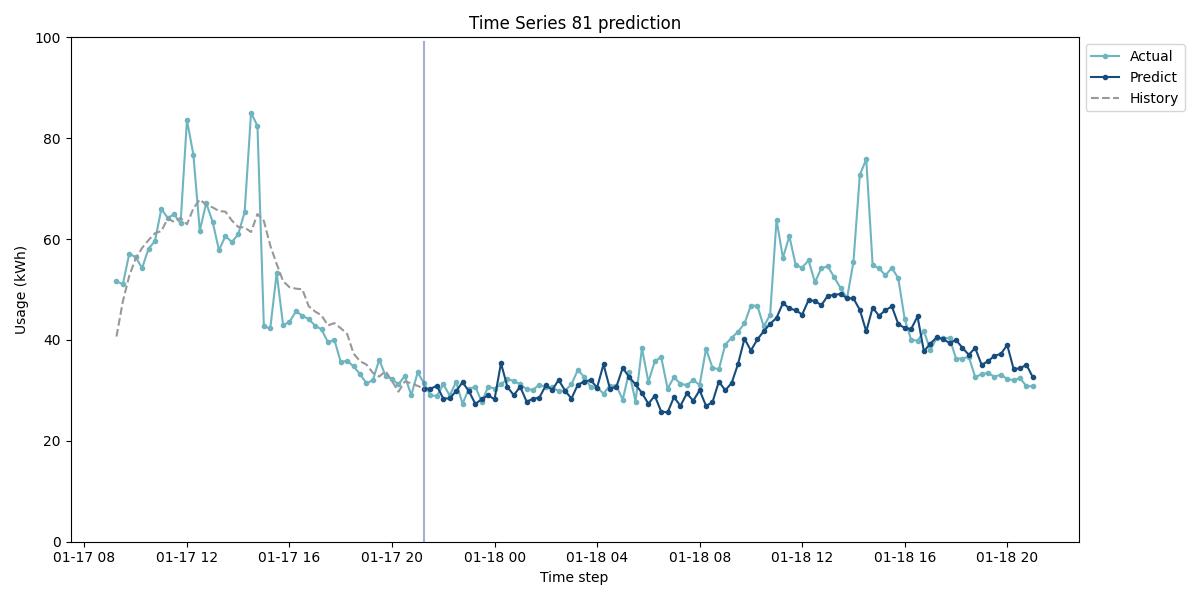 Time Series 81 prediction
100
80
60
40
20
0
Usage (kWh)
01-17 08
01-17 12
01-17 16
01-17 20
01-18 00
01-18 04
01-18 08
01-18 12
01-18 16
01-18 20
Time step
Actual
Predict
History